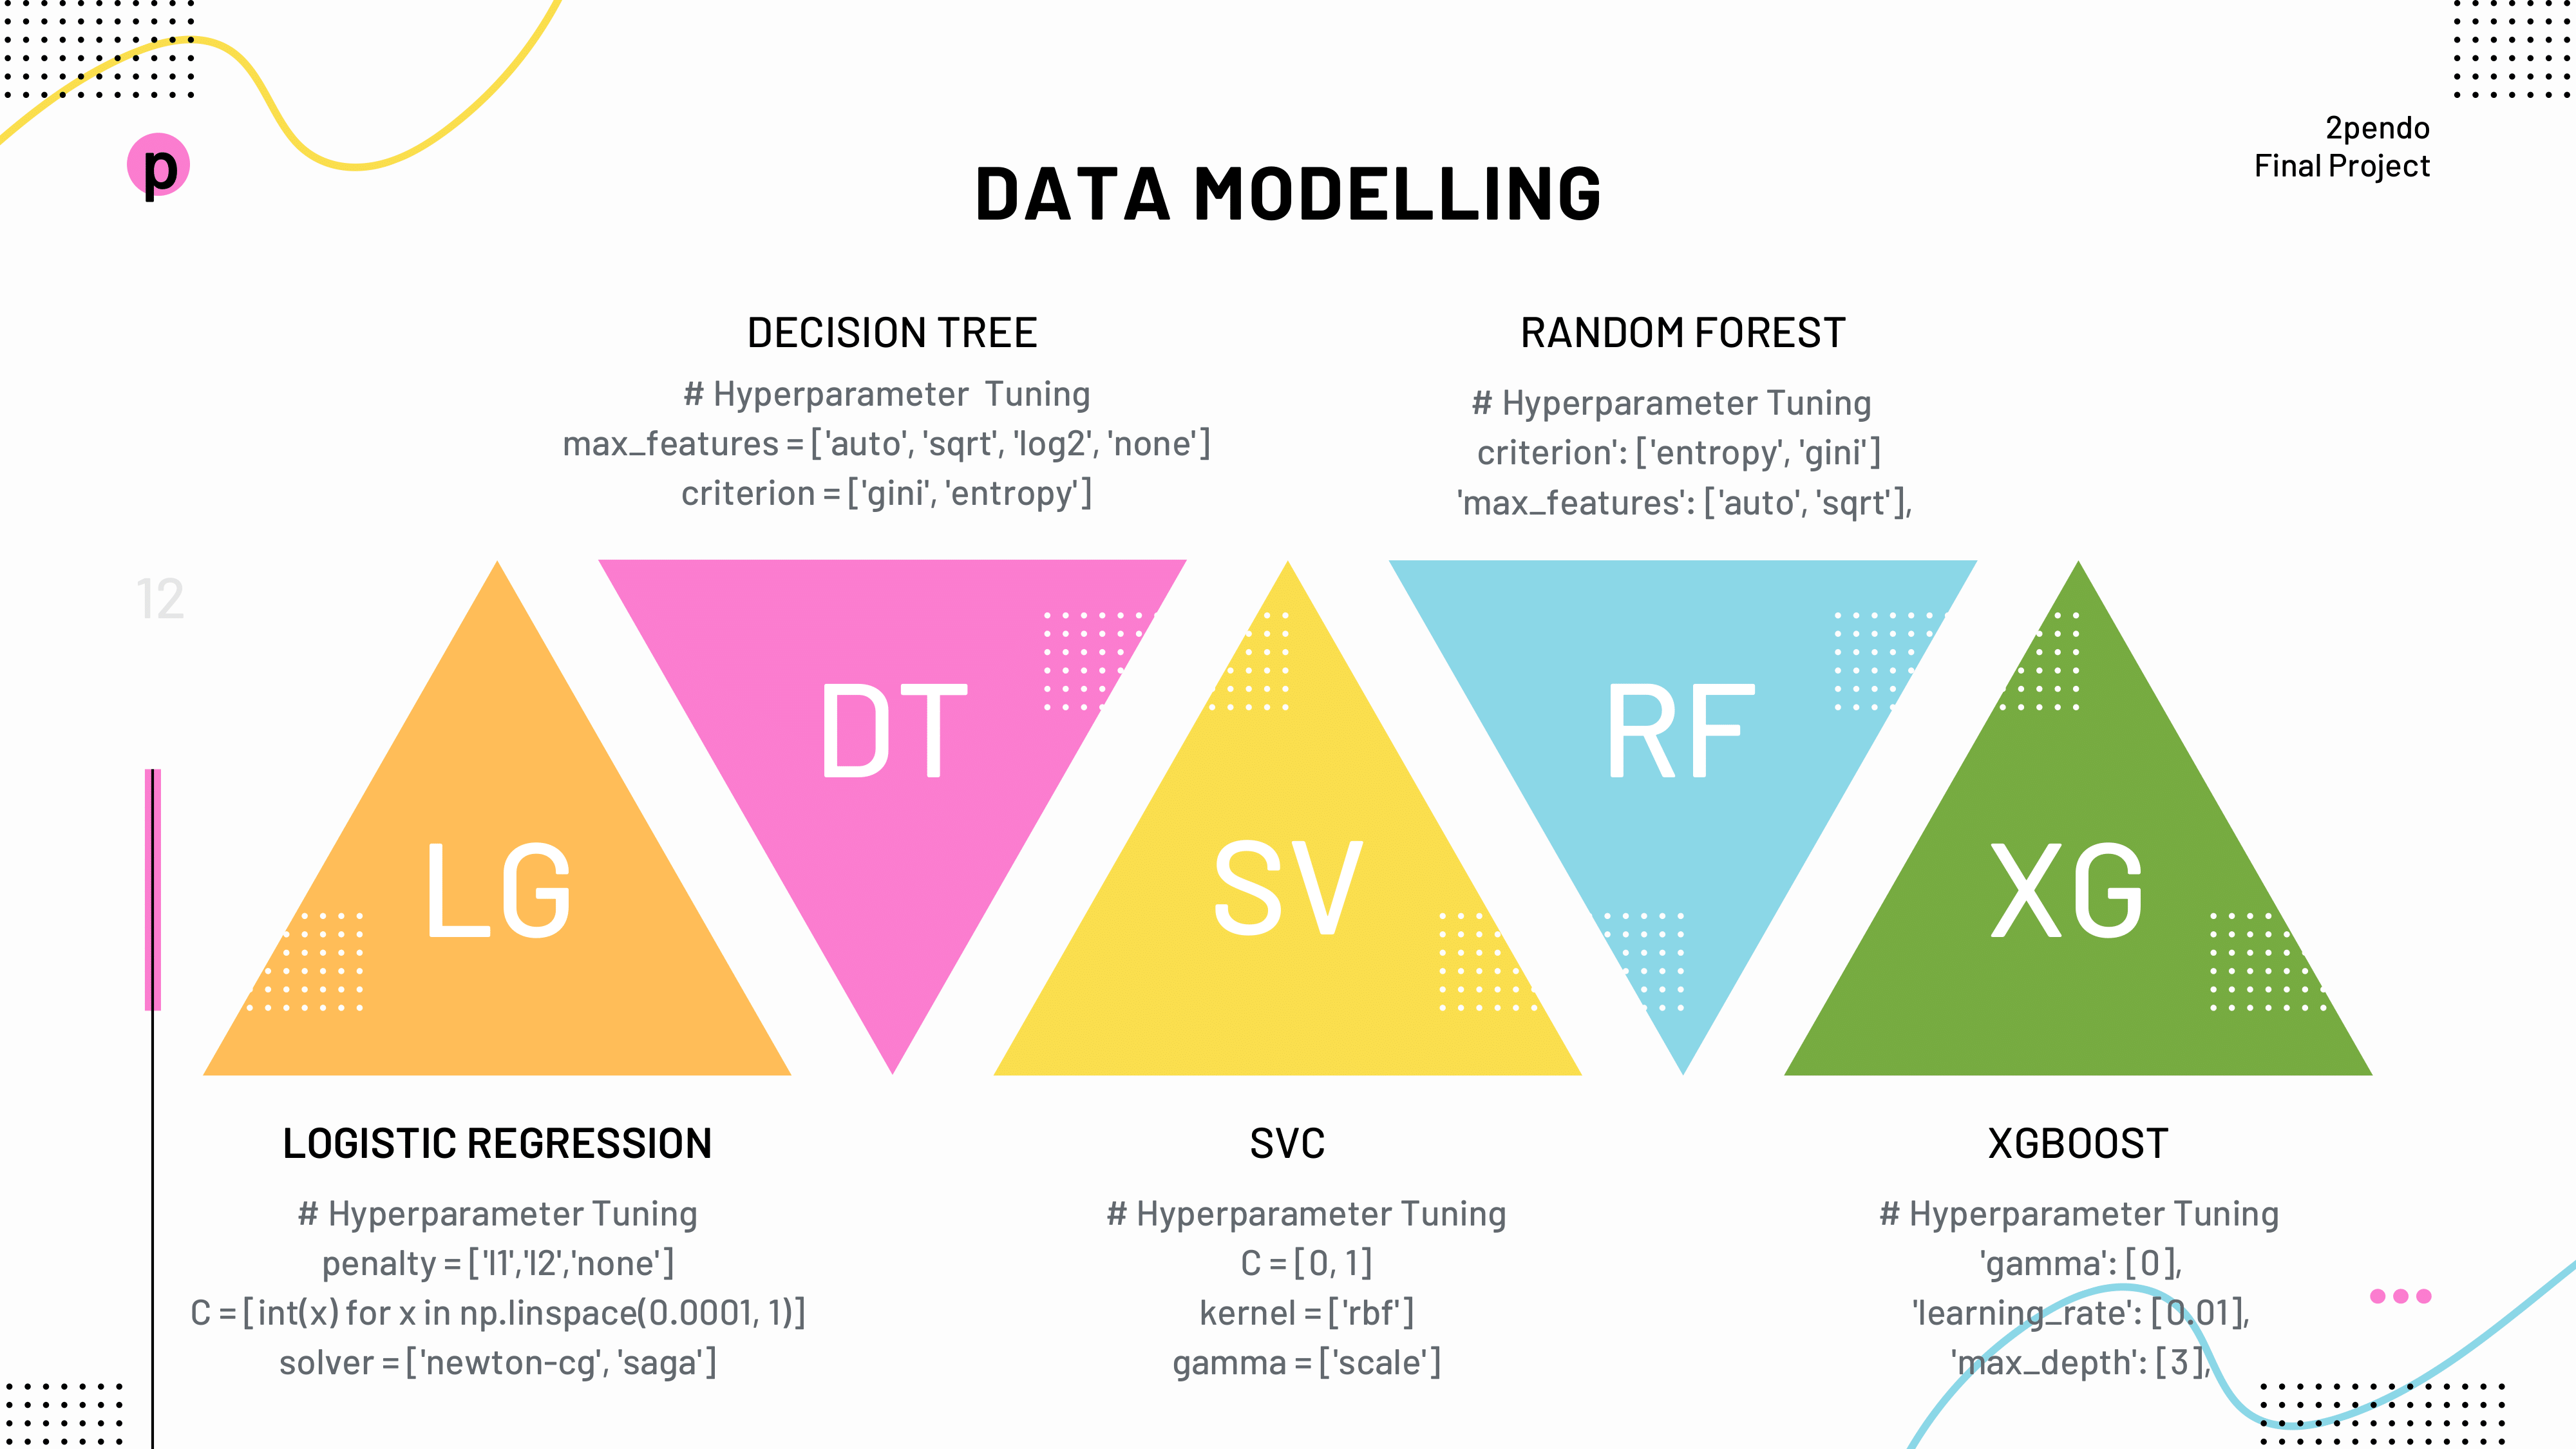 p
2pendo
Final Project
DATA MODELLING
DECISION TREE
# Hyperparameter  Tuning
max_features = ['auto', 'sqrt', 'log2', 'none']
criterion = ['gini', 'entropy']
RANDOM FOREST
# Hyperparameter Tuning
criterion': ['entropy', 'gini']
'max_features': ['auto', 'sqrt'],
12
LG
DT
SV
RF
XG
LOGISTIC REGRESSION
# Hyperparameter Tuning
penalty = ['l1','l2','none']
C = [int(x) for x in np.linspace(0.0001, 1)]
solver = ['newton-cg', 'saga']
SVC
# Hyperparameter Tuning
C = [0, 1]
kernel = ['rbf']
gamma = ['scale']
XGBOOST
# Hyperparameter Tuning
'gamma': [0],
'learning_rate': [0.01],
'max_depth': [3],